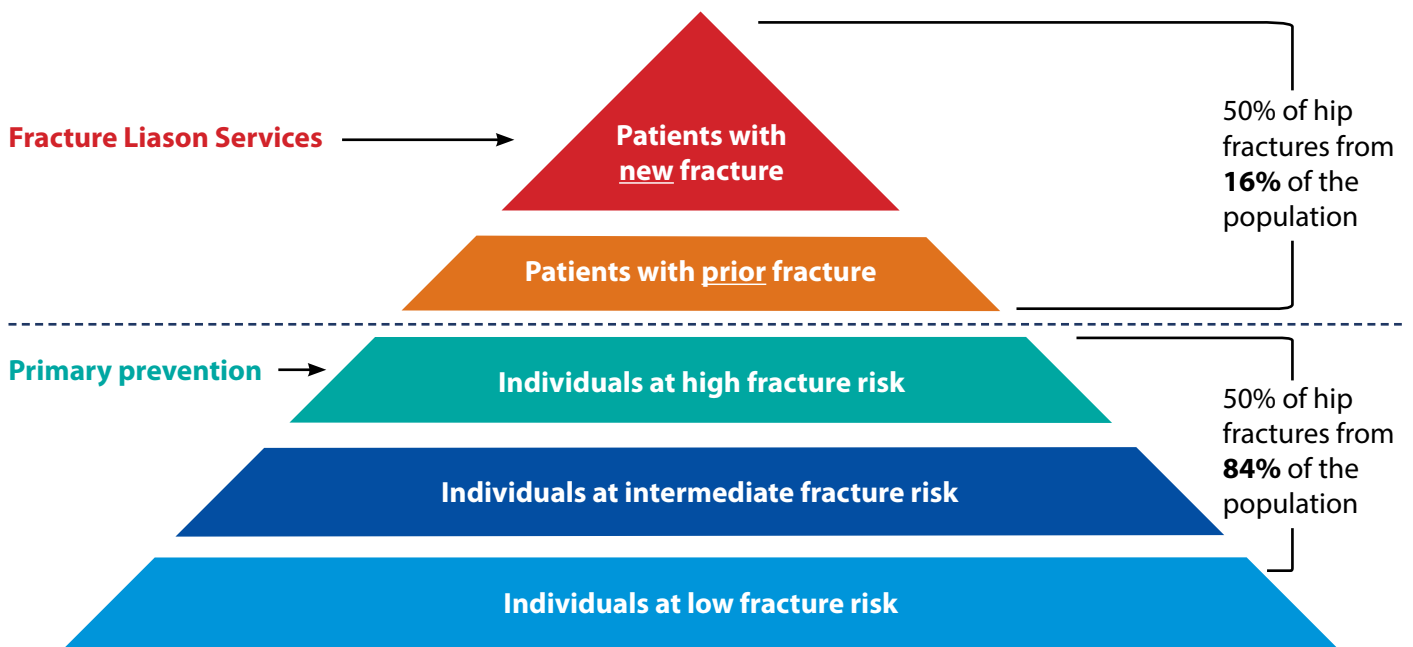 Fracture Liason Services
Patients with
new fracture
50% of hip
fractures from
16% of the
population
Patients with prior fracture
Primary prevention
Individuals at high fracture risk
50% of hip
fractures from
84% of the
population
Individuals at intermediate fracture risk
Individuals at low fracture risk